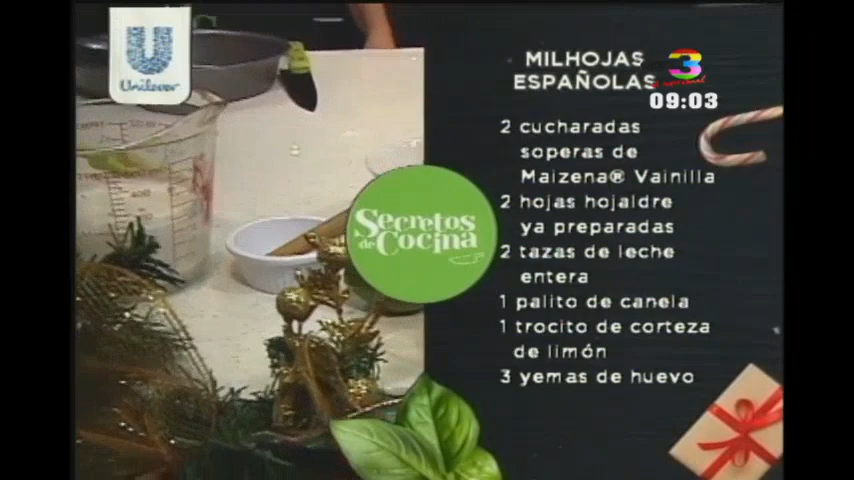 Unilever
MILHOJAS
ESPAÑOLAS
3
09:03
2 cucharadas
soperas de
Maizena® Vainilla
2 hojas hojaldre
ya preparadas
2 tazas de leche
entera
1 palito de canela
1 trocito de corteza
de limón
3 yemas de huevo
Secretos
de Cocina